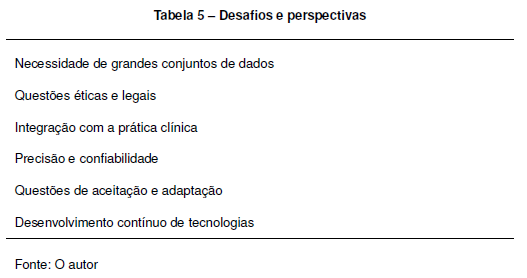 Tabela 5 – Desafios e perspectivas
Necessidade de grandes conjuntos de dados
Questões éticas e legais
Integração com a prática clínica
Precisão e confiabilidade
Questões de aceitação e adaptação
Desenvolvimento contínuo de tecnologias
Fonte: O autor